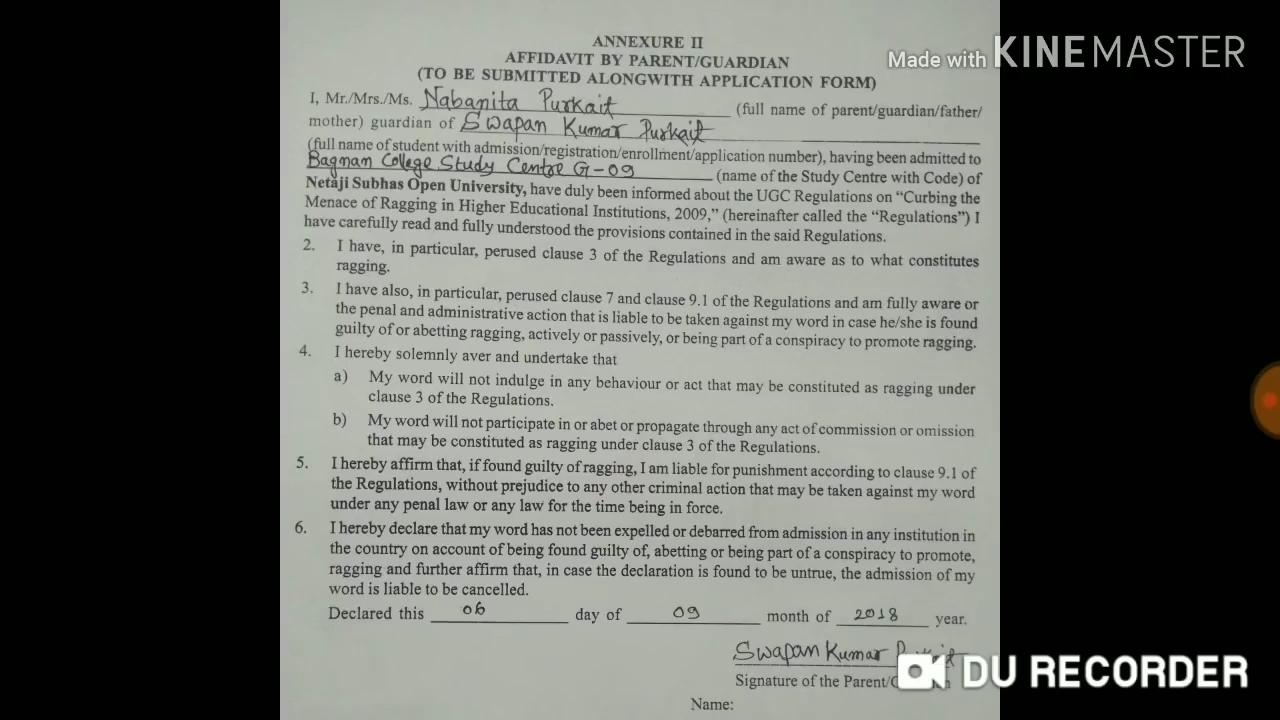 ANNEXURE II
AFFIDAVIT BY PARENT/GUARDIAN
(TO BE SUBMITTED ALONGWITH APPLICATION FORM)
Made with KINEMASTER
I, Mr./Mrs./Ms. Nabanita Purkait (full name of parent/guardian/father/
mother) guardian of Swapan Kumar Purkait
(full name of student with admission/registration/enrollment/application number), having been admitted to
Bagnan College Study Centre G-09 (name of the Study Centre with Code) of
Netaji Subhas Open University, have duly been informed about the UGC Regulations on “Curbing the
Menace of Ragging in Higher Educational Institutions, 2009,” (hereinafter called the “Regulations”) I
have carefully read and fully understood the provisions contained in the said Regulations.
2. I have, in particular, perused clause 3 of the Regulations and am aware as to what constitutes
ragging.
3. I have also, in particular, perused clause 7 and clause 9.1 of the Regulations and am fully aware or
the penal and administrative action that is liable to be taken against my word in case he/she is found
guilty of or abetting ragging, actively or passively, or being part of a conspiracy to promote ragging.
4. I hereby solemnly aver and undertake that
a) My word will not indulge in any behaviour or act that may be constituted as ragging under
clause 3 of the Regulations.
b) My word will not participate in or abet or propagate through any act of commission or omission
that may be constituted as ragging under clause 3 of the Regulations.
5. I hereby affirm that, if found guilty of ragging, I am liable for punishment according to clause 9.1 of
the Regulations, without prejudice to any other criminal action that may be taken against my word
under any penal law or any law for the time being in force.
6. I hereby declare that my word has not been expelled or debarred from admission in any institution in
the country on account of being found guilty of, abetting or being part of a conspiracy to promote,
ragging and further affirm that, in case the declaration is found to be untrue, the admission of my
word is liable to be cancelled.
Declared this 06 day of 09 month of 2018 year.
Swapan Kumar
Signature of the Parent/
DU RECORDER
Name: